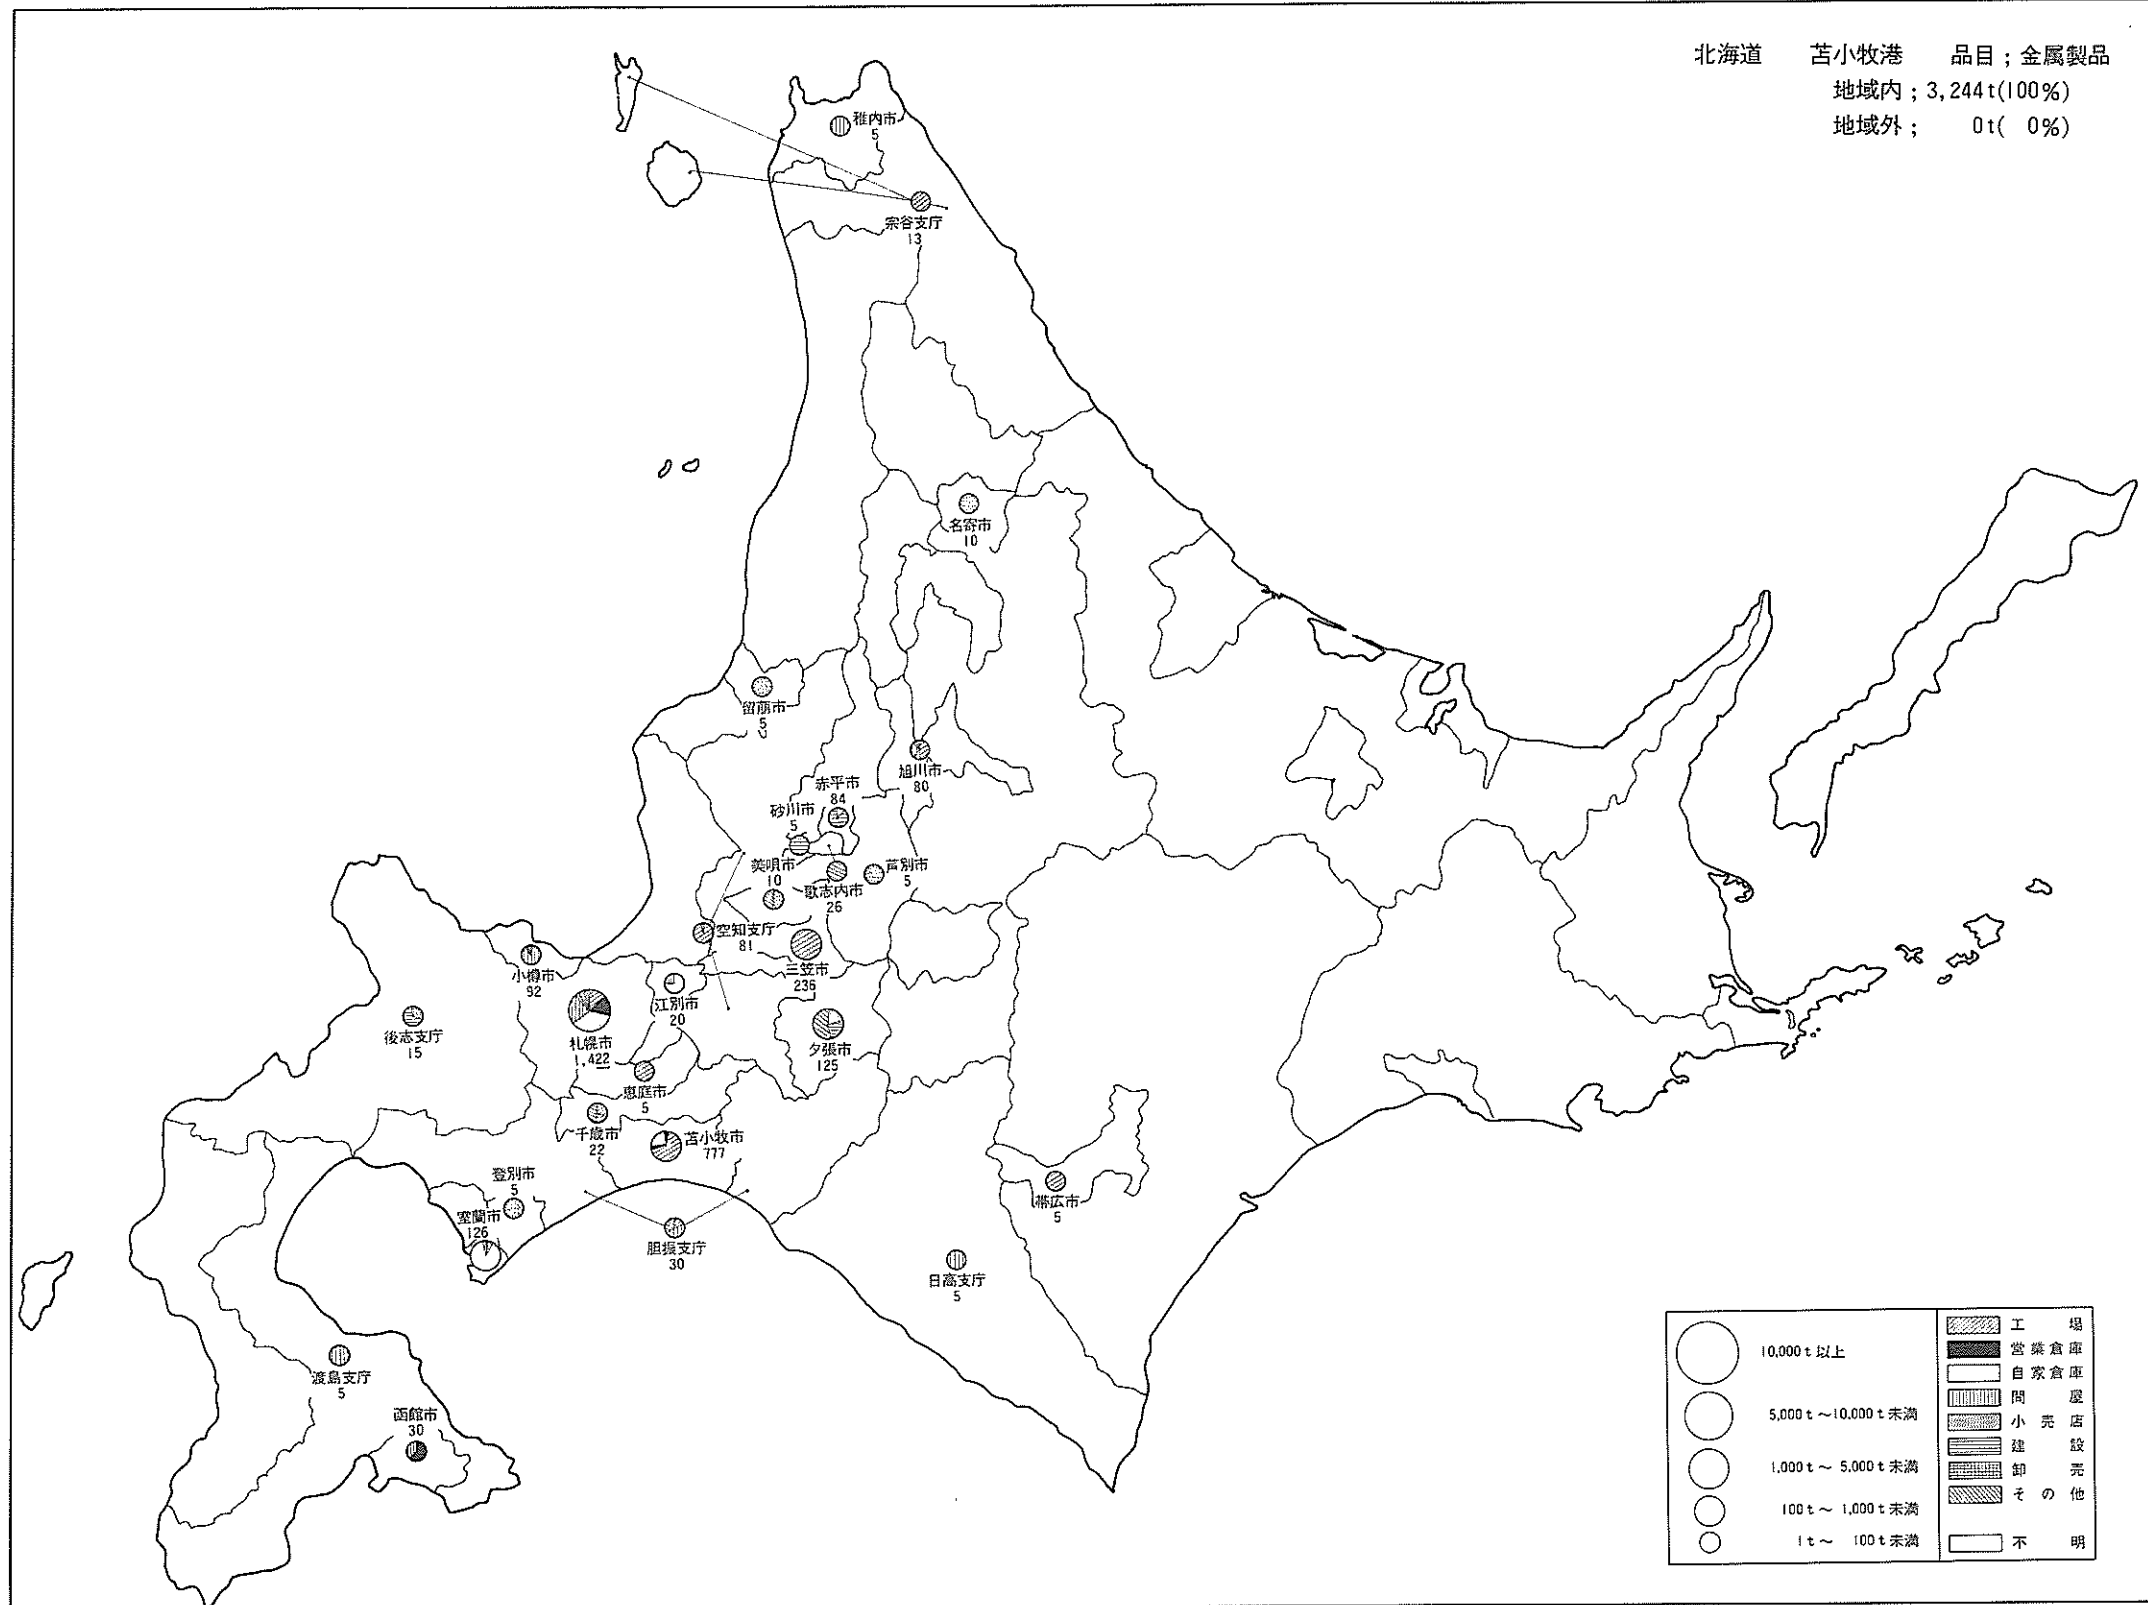 北海道 苫小牧港 品目;金属製品
地域内;3,244t(100%)
地域外; 0t( 0%)
稚内市
5
宗谷支庁
13
名寄市
10
留萠市
5
旭川市
80
赤平市
84
砂川市
5
美唄市
10
歌志内市
26
芦別市
5
空知支庁
81
三笠市
236
小樽市
92
江別市
20
後志支庁
15
札幌市
1,422
夕張市
125
恵庭市
5
千歳市
22
苫小牧市
777
登別市
5
室蘭市
126
胆振支庁
30
帯広市
5
日高支庁
5
渡島支庁
5
函館市
30
10,000t以上
5,000t〜10,000t未満
1,000t〜 5,000t未満
100t〜 1,000t未満
1t〜 100t未満
工場
営業倉庫
自家倉庫
問屋
小売店
建設
卸売
その他
不明